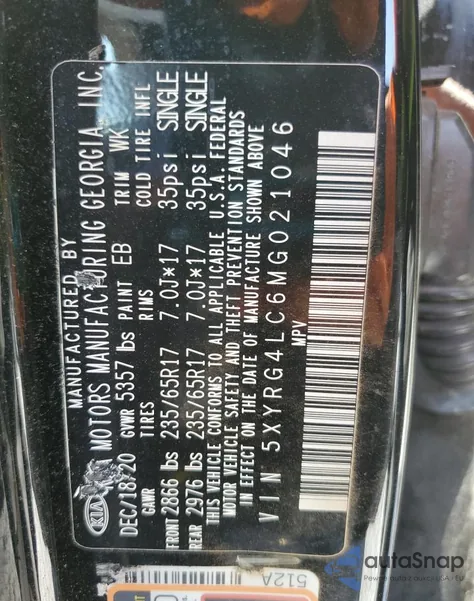 MANUFACTURED BY
KIA MOTORS MANUFACTURING GEORGIA, INC.
DEC/18/20 GVWR 5357 lbs PAINT EB TRIM WK
GAWR TIRES RIMS COLD TIRE INFL
FRONT 2866 lbs 235/65R17 7.0J*17 35psi SINGLE
REAR 2976 lbs 235/65R17 7.0J*17 35psi SINGLE
THIS VEHICLE CONFORMS TO ALL APPLICABLE U.S.A. FEDERAL
MOTOR VEHICLE SAFETY AND THEFT PREVENTION STANDARDS
IN EFFECT ON THE DATE OF MANUFACTURE SHOWN ABOVE
VIN 5XYRG4LC6MG021046
MPV
512A
autaSnap